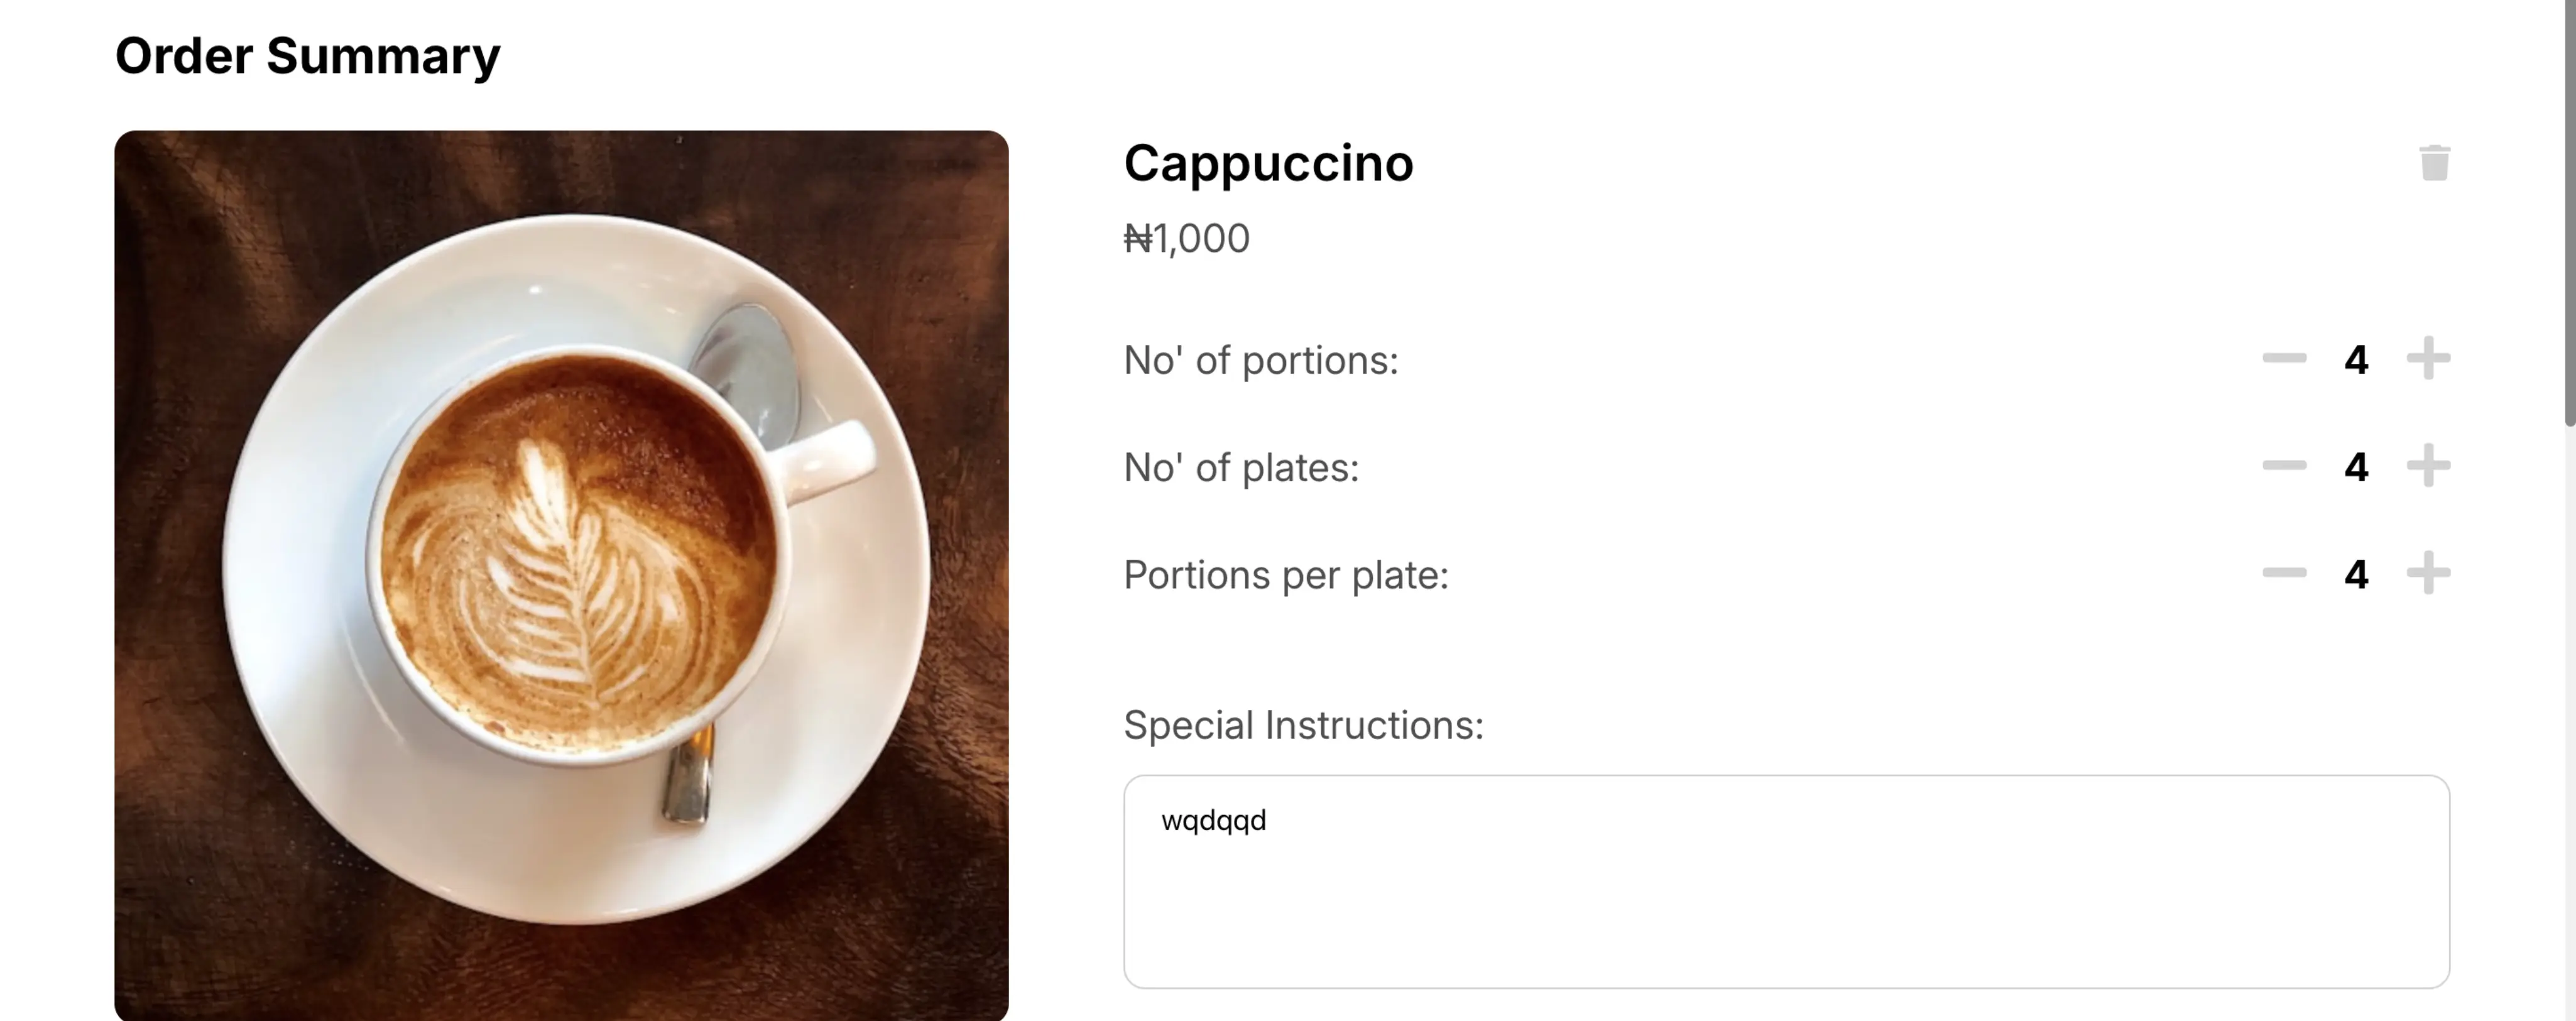 Order Summary
Cappuccino
₦1,000
No' of portions:
4
No' of plates:
4
Portions per plate:
4
Special Instructions:
wqdqqd